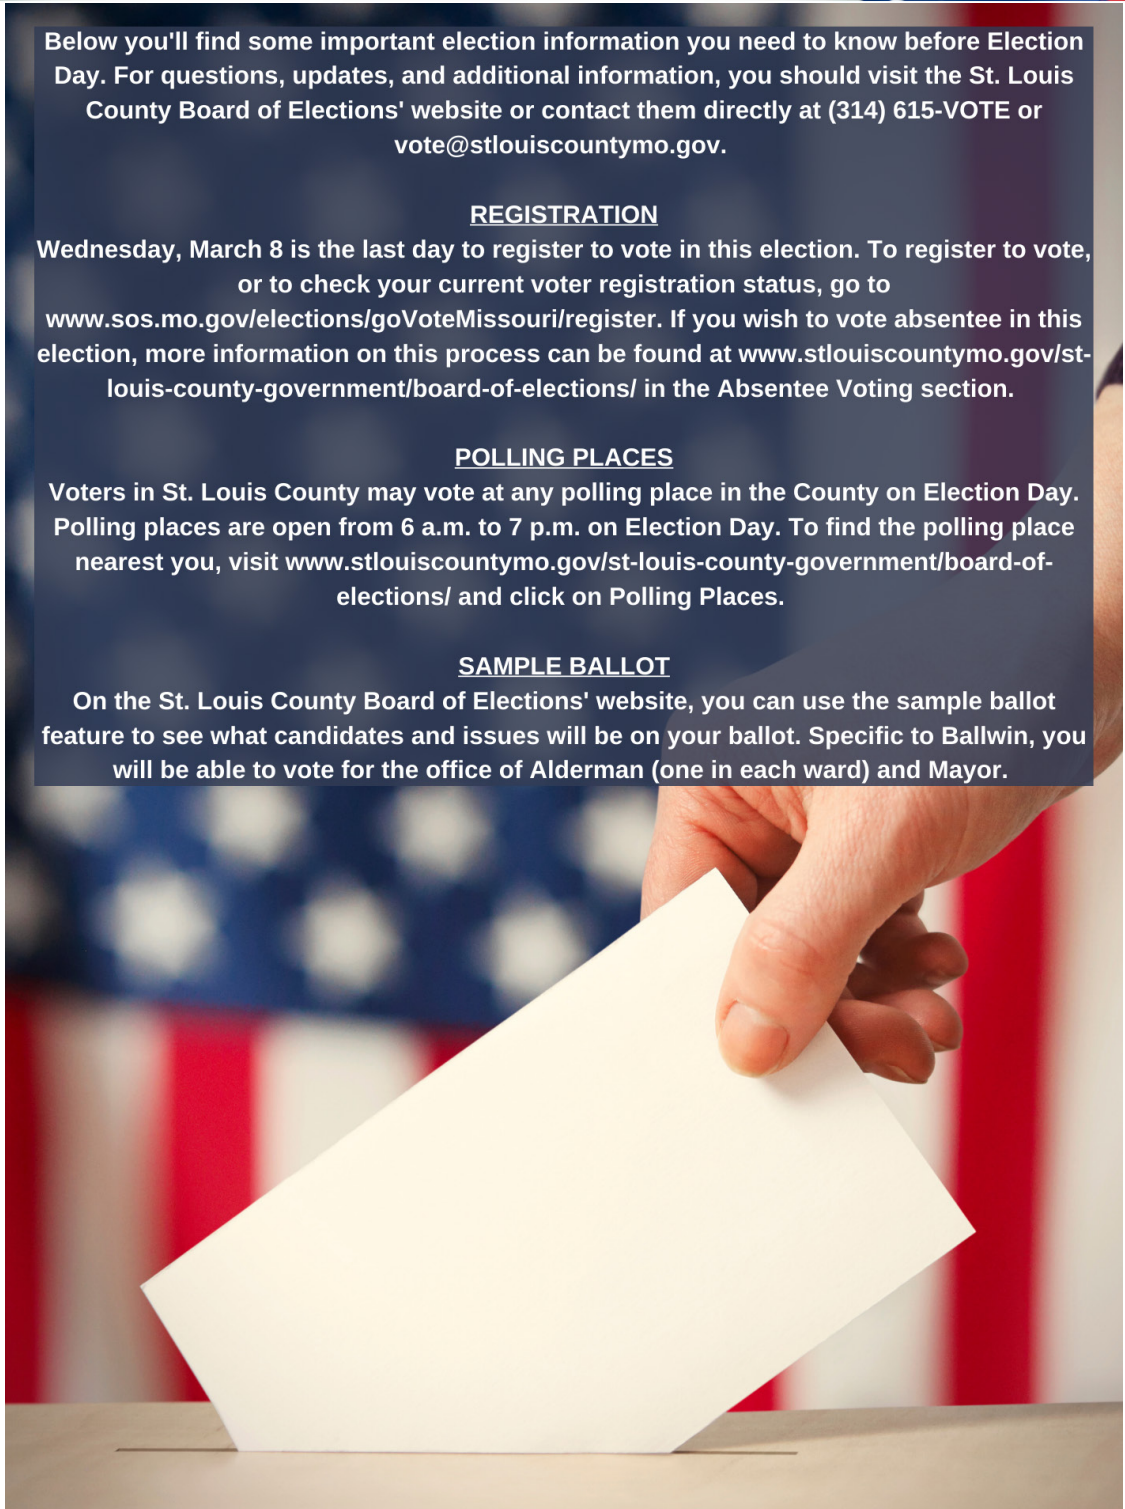 Below you'll find some important election information you need to know before Election
Day. For questions, updates, and additional information, you should visit the St. Louis
County Board of Elections' website or contact them directly at (314) 615-VOTE or
vote@stlouiscountymo.gov.
REGISTRATION
Wednesday, March 8 is the last day to register to vote in this election. To register to vote,
or to check your current voter registration status, go to
www.sos.mo.gov/elections/goVoteMissouri/register. If you wish to vote absentee in this
election, more information on this process can be found at www.stlouiscountymo.gov/st-
louis-county-government/board-of-elections/ in the Absentee Voting section.
POLLING PLACES
Voters in St. Louis County may vote at any polling place in the County on Election Day.
Polling places are open from 6 a.m. to 7 p.m. on Election Day. To find the polling place
nearest you, visit www.stlouiscountymo.gov/st-louis-county-government/board-of-
elections/ and click on Polling Places.
SAMPLE BALLOT
On the St. Louis County Board of Elections' website, you can use the sample ballot
feature to see what candidates and issues will be on your ballot. Specific to Ballwin, you
will be able to vote for the office of Alderman (one in each ward) and Mayor.